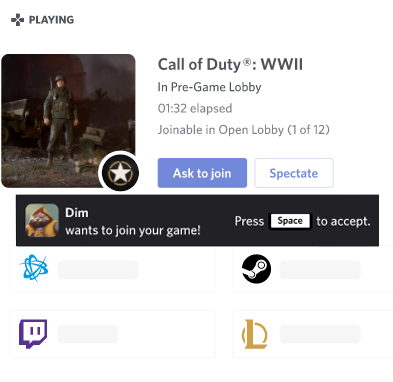 PLAYING
Call of Duty®: WWII
In Pre-Game Lobby
01:32 elapsed
Joinable in Open Lobby (1 of 12)
Ask to join Spectate
Dim
wants to join your game! Press Space to accept.